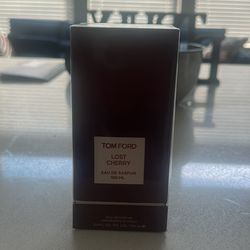 TOM FORD
LOST
CHERRY
EAU DE PARFUM
100 ML